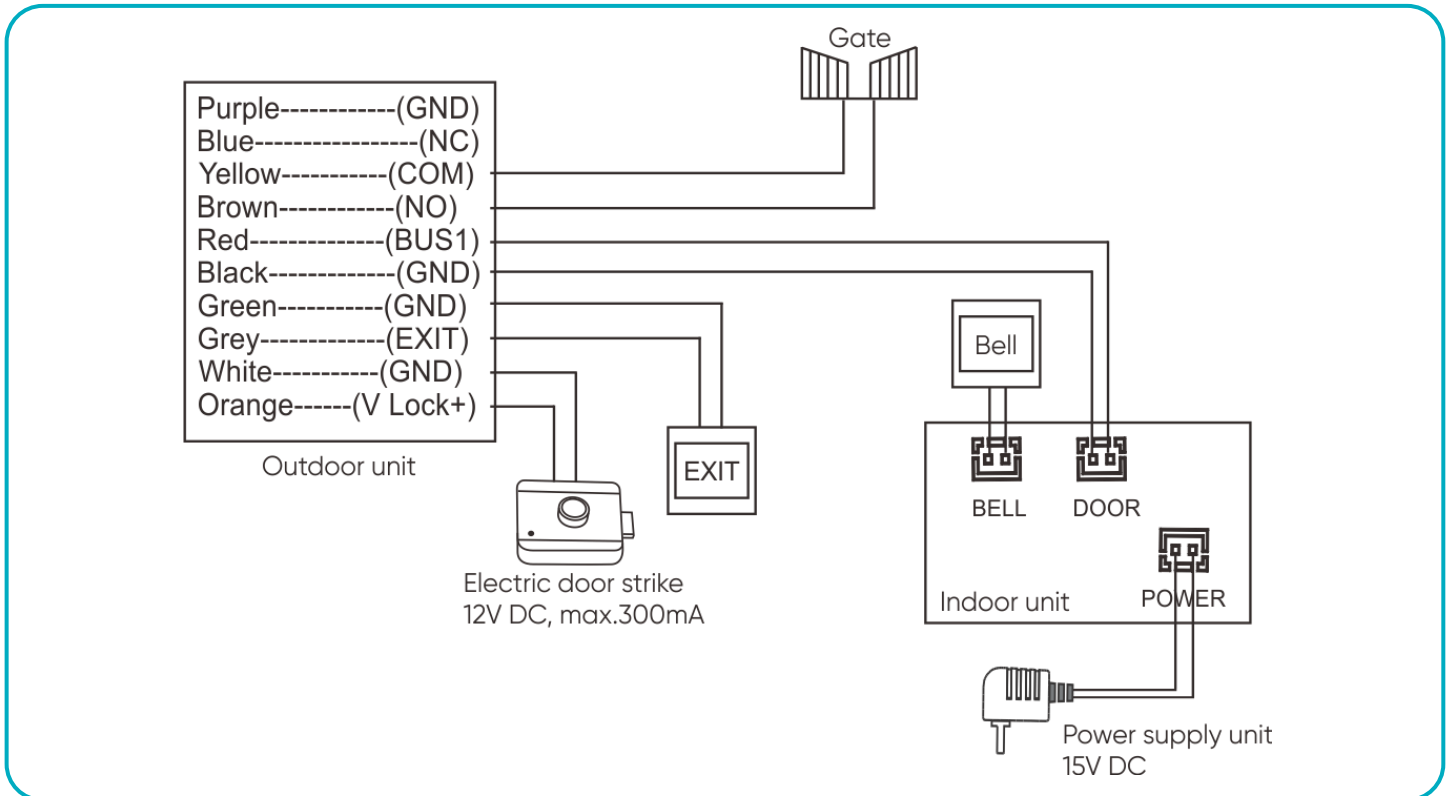 Gate
Purple------------(GND)
Blue-----------------(NC)
Yellow-----------(COM)
Brown------------(NO)
Red--------------(BUS1)
Black-------------(GND)
Green-----------(GND)
Grey-------------(EXIT)
White-----------(GND)
Orange------(V Lock+)
Outdoor unit
EXIT
Electric door strike
12V DC, max.300mA
Bell
BELL
DOOR
Indoor unit
POWER
Power supply unit
15V DC